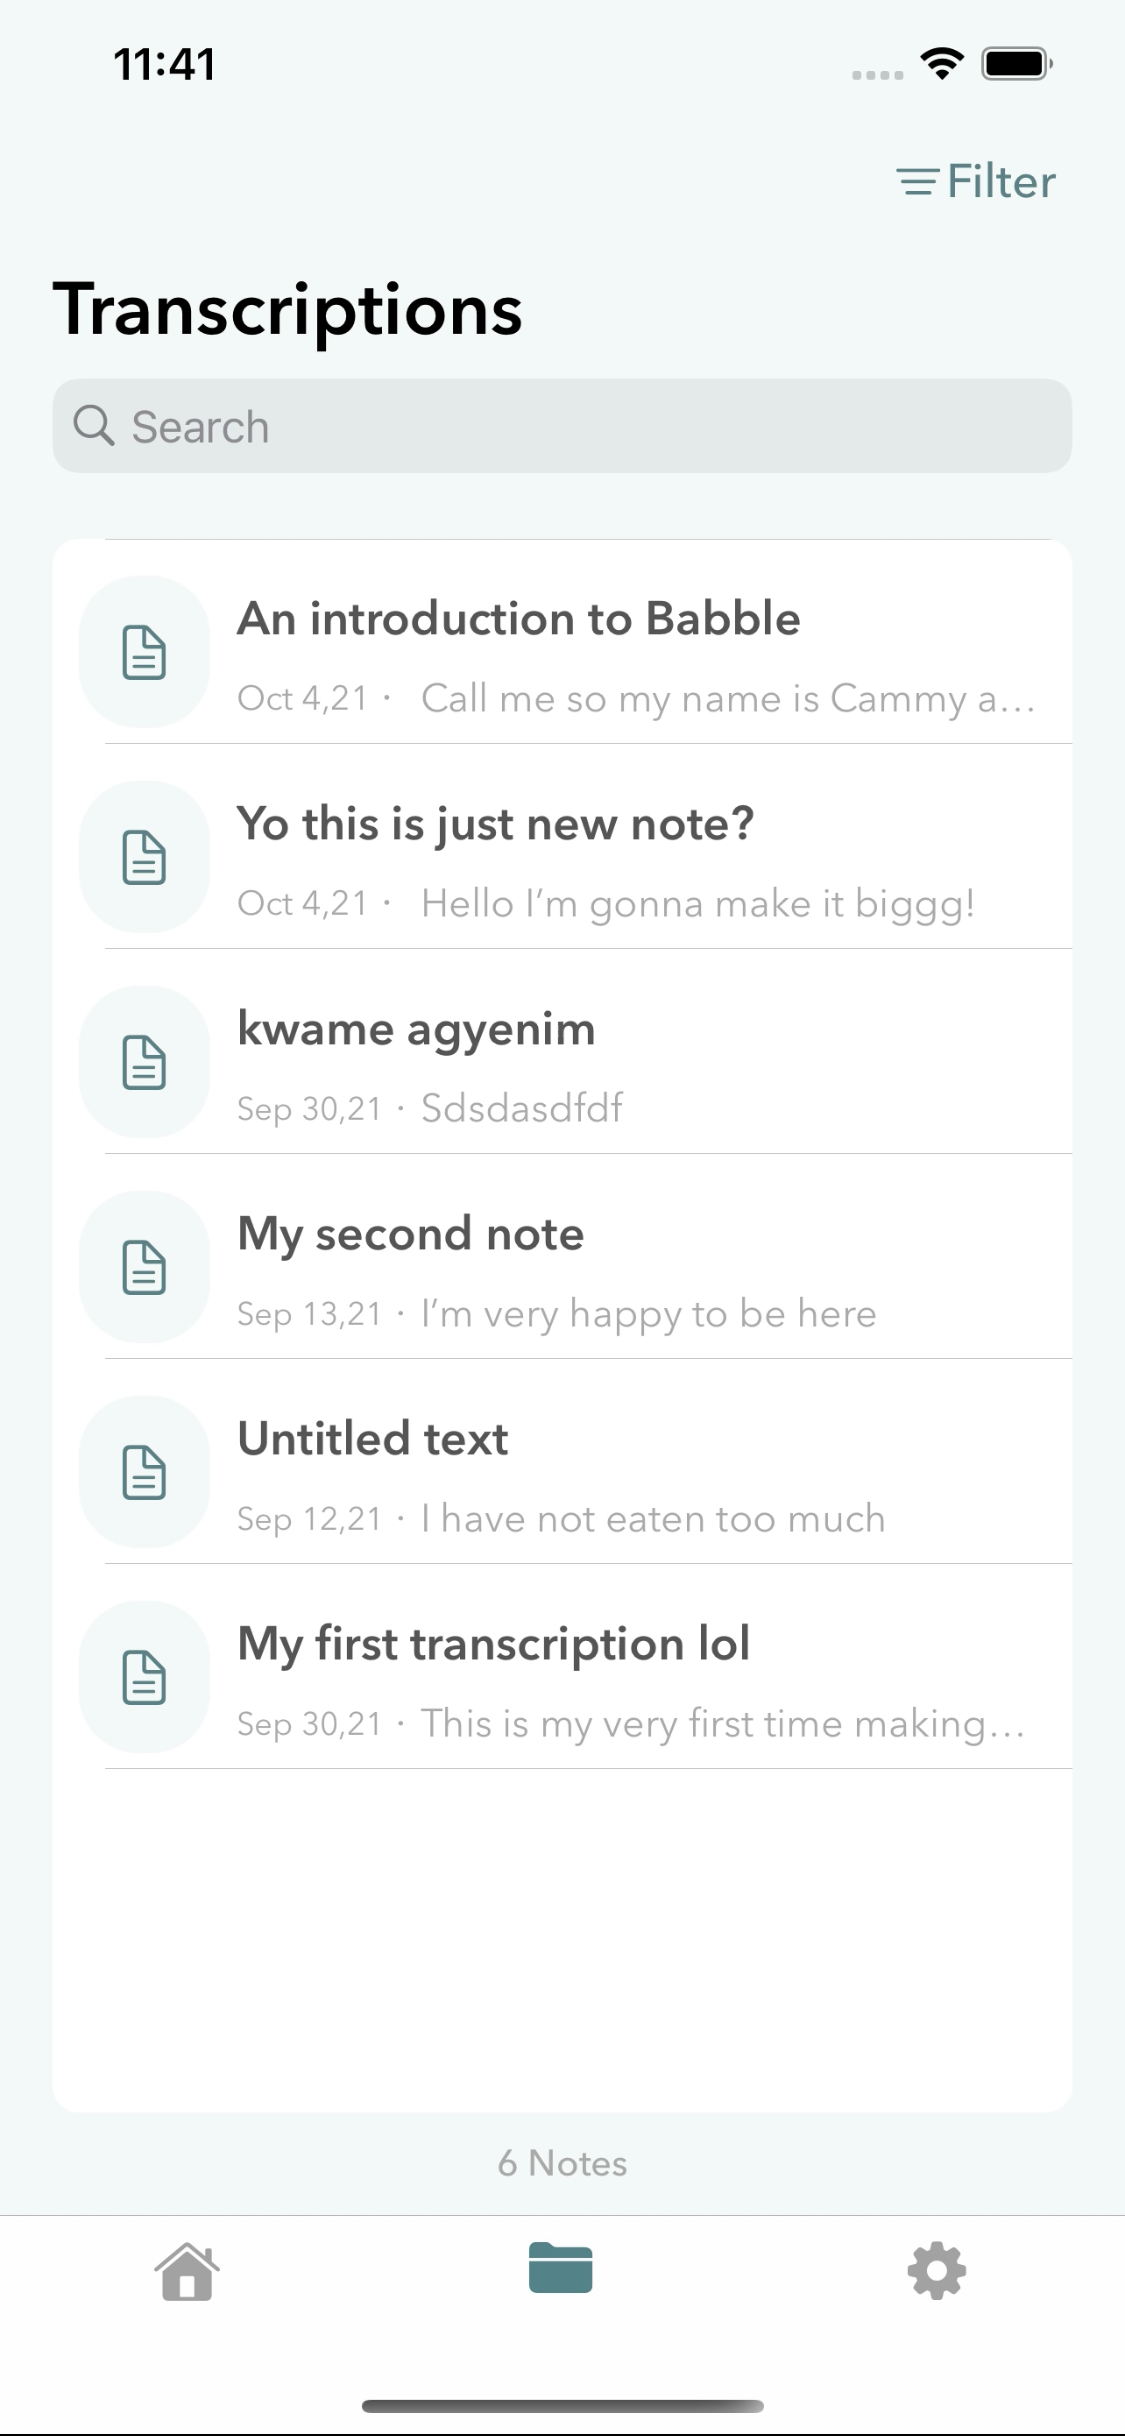 11:41
Filter
Transcriptions
Search
An introduction to Babble
Oct 4,21 · Call me so my name is Cammy a...
Yo this is just new note?
Oct 4,21 · Hello I'm gonna make it biggg!
kwame agyenim
Sep 30,21 · Sdsdasdfdf
My second note
Sep 13,21 · I'm very happy to be here
Untitled text
Sep 12,21 · I have not eaten too much
My first transcription lol
Sep 30,21 · This is my very first time making...
6 Notes